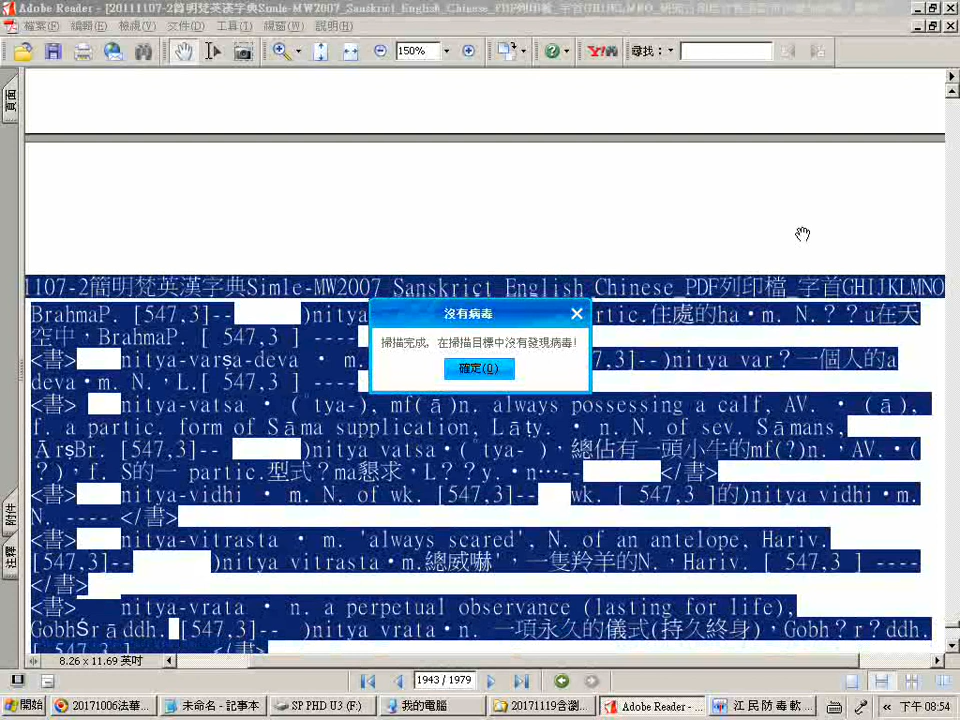 Adobe Reader - [20111107-2簡明梵英漢字典Simle-MW2007_Sanskrit_English_Chinese_PDF列印檔_字首GHIJKLMNO
檔案(F) 編輯(E) 檢視(V) 文件(D) 工具(T) 視窗(W) 說明(H)
150% Y! 尋找:
頁面
1107-2簡明梵英漢字典Simle-MW2007_Sanskrit_English_Chinese_PDF列印檔_字首GHIJKLMNO
BrahmaP. [547,3]-- )nitya rtic.住處的ha・m. N.？？u在天
空中，BrahmaP. [ 547,3 ] ----
<書> nitya-varṣa-deva ・ m. 7,3]--)nitya var？一個人的a
deva・m. N.，L.[ 547,3 ] ----
<書> nitya-vatsa ・ (°tya-), mf(ā)n. always possessing a calf, AV. ・ (ā),
f. a partic. form of Sāma supplication, Lāṭy. ・ n. N. of sev. Sāmans,
ĀrṣBr. [547,3]-- )nitya vatsa・(°tya-)，總佔有一頭小牛的mf(?)n.，AV.・(
？)，f. S的一 partic.型式？ma懇求，L？？y.・n…-- </書>
<書> nitya-vidhi ・ m. N. of wk. [547,3]-- wk. [ 547,3 ]的)nitya vidhi・m.
N. ---- </書>
<書> nitya-vitrasta ・ m. 'always scared', N. of an antelope, Hariv.
[547,3]-- )nitya vitrasta・m.總威嚇'，一隻羚羊的N.，Hariv. [ 547,3 ] ----
</書>
<書> nitya-vrata ・ n. a perpetual observance (lasting for life),
GobhŚrāddh. [547,3]-- )nitya vrata・n. 一項永久的儀式(持久終身)，Gobh？r？ddh.
[ 547,3 ] ---- </書>
沒有病毒
掃描完成, 在掃描目標中沒有發現病毒!
確定(O)
附件
注釋
8.26 x 11.69 英吋
1943 / 1979
開始 20171006法華... 未命名 - 記事本 SP PHD U3 (F:) 我的電腦 20171119含瀏... Adobe Reader -... 江民防毒軟... 下午 08:54